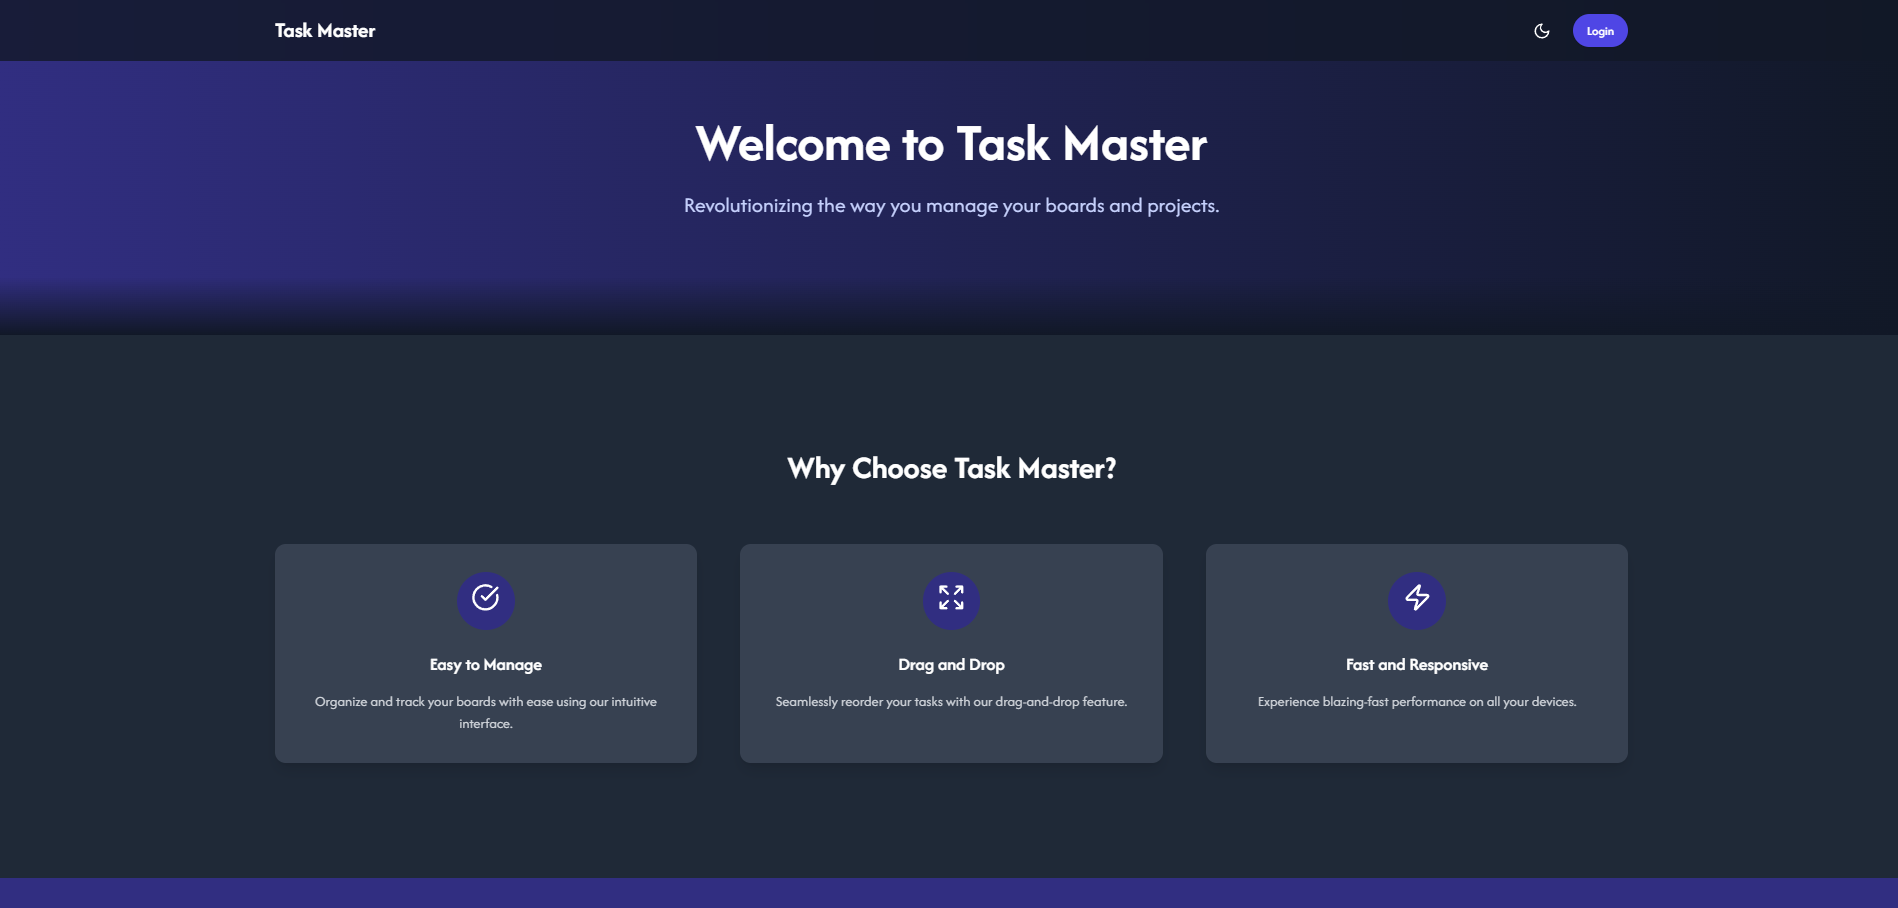 Task Master
Login
Welcome to Task Master
Revolutionizing the way you manage your boards and projects.
Why Choose Task Master?
Easy to Manage
Organize and track your boards with ease using our intuitive
interface.
Drag and Drop
Seamlessly reorder your tasks with our drag-and-drop feature.
Fast and Responsive
Experience blazing-fast performance on all your devices.